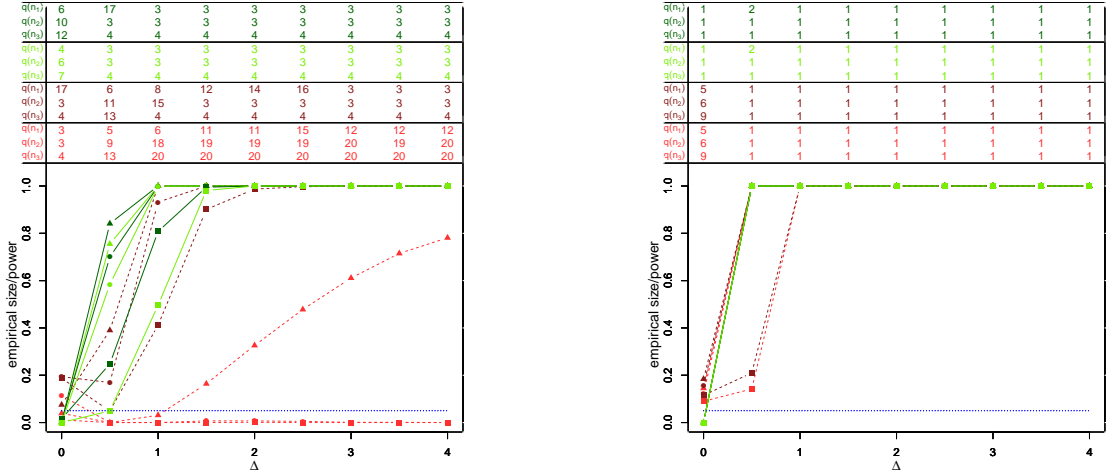 q(n1) 6 17 3 3 3 3 3 3 3
q(n2) 10 3 3 3 3 3 3 3 3
q(n3) 12 4 4 4 4 4 4 4 4
q(n1) 4 3 3 3 3 3 3 3 3
q(n2) 6 3 3 3 3 3 3 3 3
q(n3) 7 4 4 4 4 4 4 4 4
q(n1) 17 6 8 12 14 16 3 3 3
q(n2) 3 11 15 3 3 3 3 3 3
q(n3) 4 13 4 4 4 4 4 4 4
q(n1) 3 5 6 11 11 15 12 12 12
q(n2) 3 9 18 19 19 19 20 19 20
q(n3) 4 13 20 20 20 20 20 20 20
1.0
0.8
0.6
0.4
0.2
0.0
empirical size/power
0 1 2 3 4
Δ
q(n1) 1 2 1 1 1 1 1 1 1
q(n2) 1 1 1 1 1 1 1 1 1
q(n3) 1 1 1 1 1 1 1 1 1
q(n1) 1 2 1 1 1 1 1 1 1
q(n2) 1 1 1 1 1 1 1 1 1
q(n3) 1 1 1 1 1 1 1 1 1
q(n1) 5 1 1 1 1 1 1 1 1
q(n2) 6 1 1 1 1 1 1 1 1
q(n3) 9 1 1 1 1 1 1 1 1
q(n1) 5 1 1 1 1 1 1 1 1
q(n2) 6 1 1 1 1 1 1 1 1
q(n3) 9 1 1 1 1 1 1 1 1
1.0
0.8
0.6
0.4
0.2
0.0
empirical size/power
0 1 2 3 4
Δ